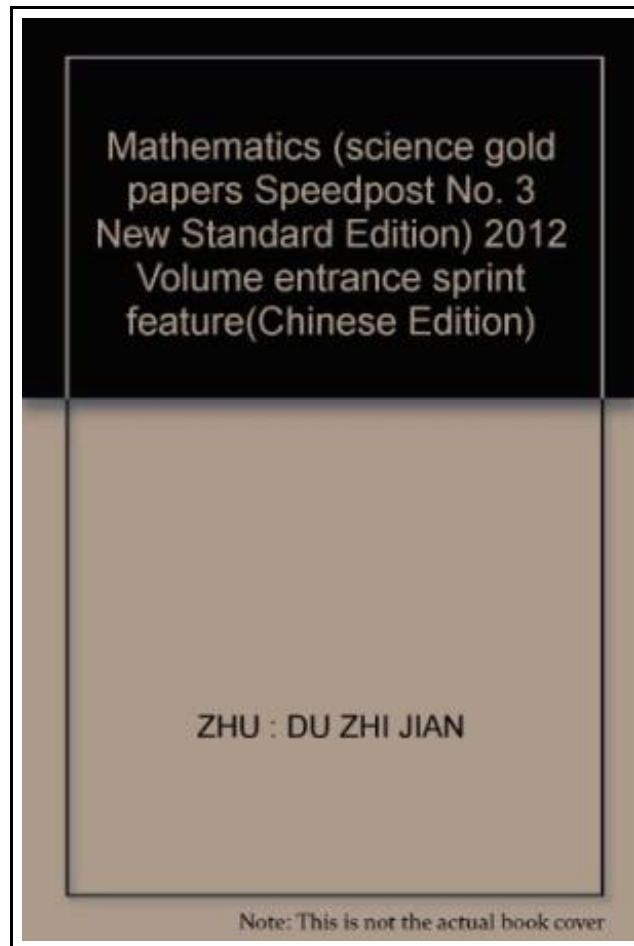 Mathematics (science gold
papers Speedpost No. 3
New Standard Edition) 2012
Volume entrance sprint
feature(Chinese Edition)
ZHU : DU ZHI JIAN
Note: This is not the actual book cover